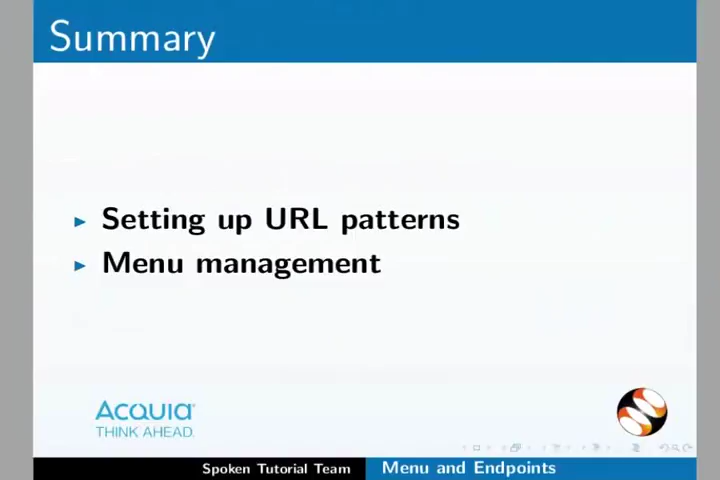 Summary
Setting up URL patterns
Menu management
Acquia
THINK AHEAD.
Spoken Tutorial Team
Menu and Endpoints